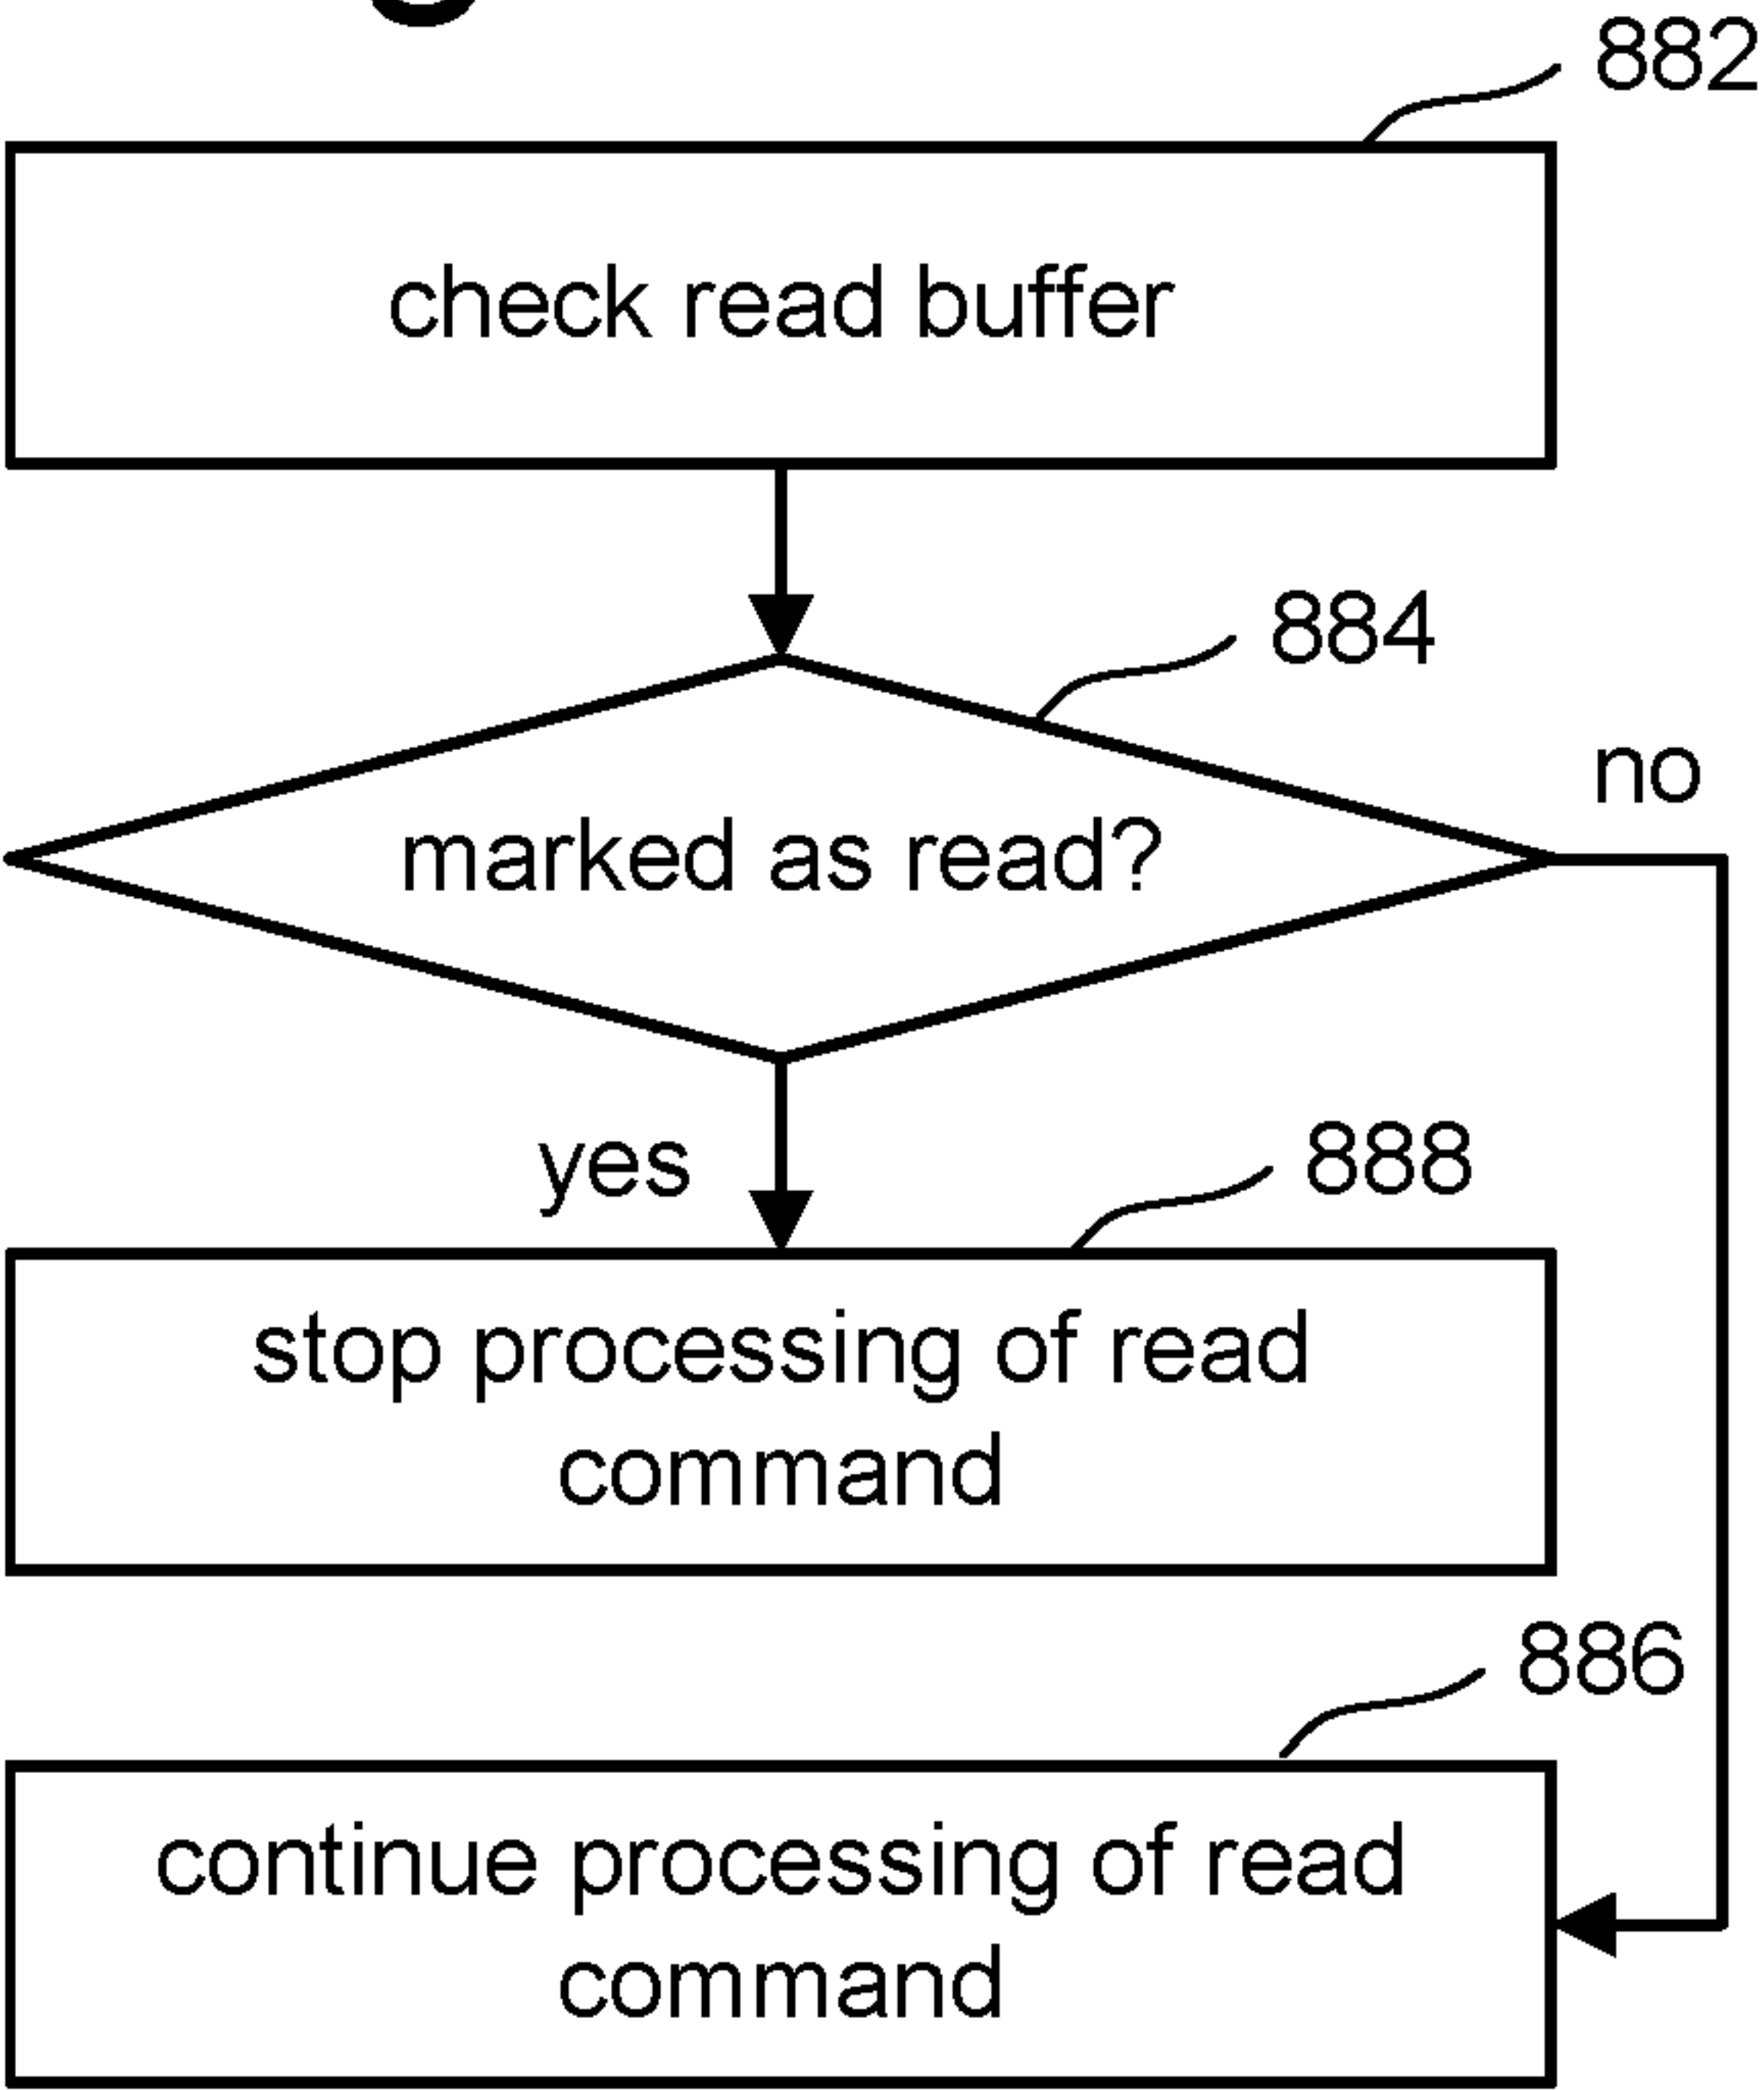 882
check read buffer
884
no
marked as read?
yes
888
stop processing of read
command
886
continue processing of read
command